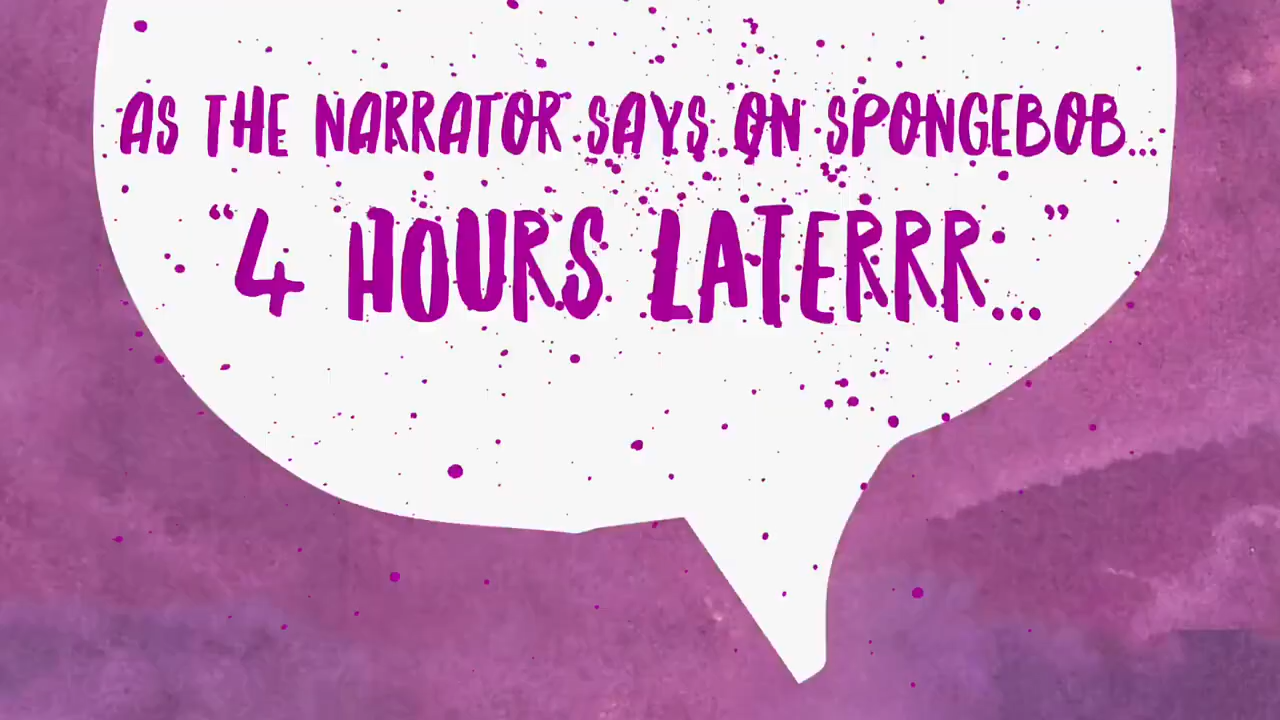 AS THE NARRATOR SAYS ON SPONGEBOB...
“4 HOURS LATERRR...”